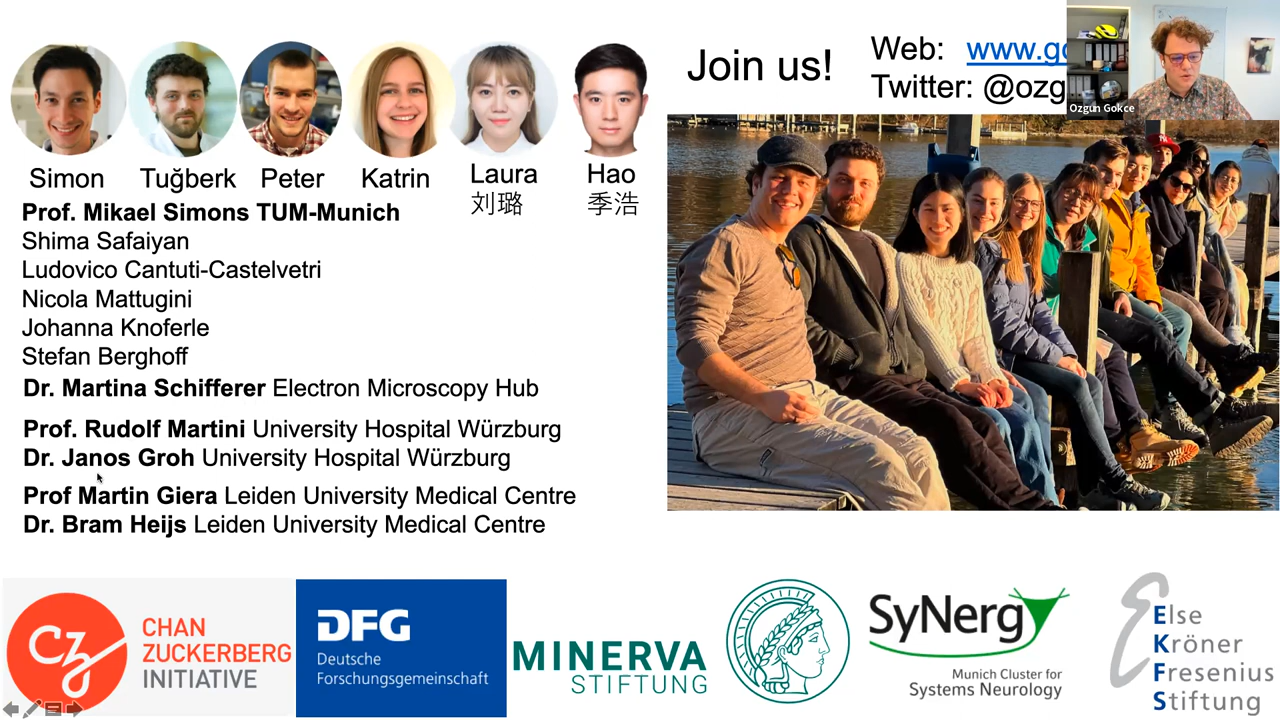 Join us!
Web: www.go
Twitter: @ozg
Ozgun Gokce
Simon Tuğberk Peter Katrin Laura Hao
刘璐 季浩
Prof. Mikael Simons TUM-Munich
Shima Safaiyan
Ludovico Cantuti-Castelvetri
Nicola Mattugini
Johanna Knoferle
Stefan Berghoff
Dr. Martina Schifferer Electron Microscopy Hub
Prof. Rudolf Martini University Hospital Würzburg
Dr. Janos Groh University Hospital Würzburg
Prof Martin Giera Leiden University Medical Centre
Dr. Bram Heijs Leiden University Medical Centre
CZ
CHAN
ZUCKERBERG
INITIATIVE
DFG
Deutsche
Forschungsgemeinschaft
MINERVA
STIFTUNG
SyNergy
Munich Cluster for
Systems Neurology
Else
Kröner
Fresenius
Stiftung